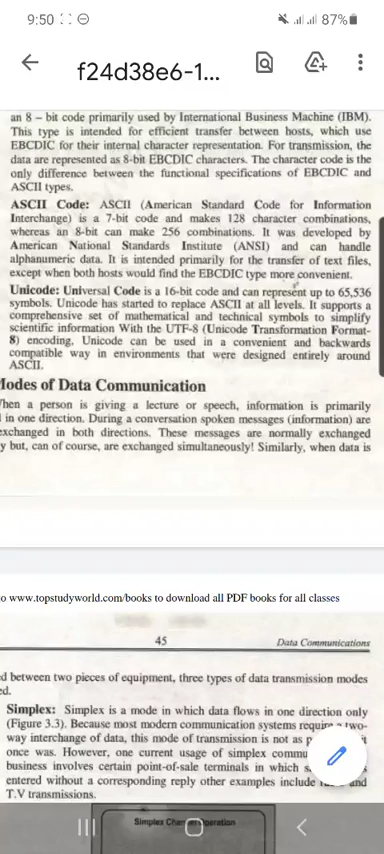 9:50
87%
f24d38e6-1...
an 8 – bit code primarily used by International Business Machine (IBM).
This type is intended for efficient transfer between hosts, which use
EBCDIC for their internal character representation. For transmission, the
data are represented as 8-bit EBCDIC characters. The character code is the
only difference between the functional specifications of EBCDIC and
ASCII types.
ASCII Code: ASCII (American Standard Code for Information
Interchange) is a 7-bit code and makes 128 character combinations,
whereas an 8-bit can make 256 combinations. It was developed by
American National Standards Institute (ANSI) and can handle
alphanumeric data. It is intended primarily for the transfer of text files,
except when both hosts would find the EBCDIC type more convenient.
Unicode: Universal Code is a 16-bit code and can represent up to 65,536
symbols. Unicode has started to replace ASCII at all levels. It supports a
comprehensive set of mathematical and technical symbols to simplify
scientific information With the UTF-8 (Unicode Transformation Format-
8) encoding, Unicode can be used in a convenient and backwards
compatible way in environments that were designed entirely around
ASCII.
Modes of Data Communication
When a person is giving a lecture or speech, information is primarily
in one direction. During a conversation spoken messages (information) are
exchanged in both directions. These messages are normally exchanged
y but, can of course, are exchanged simultaneously! Similarly, when data is
o www.topstudyworld.com/books to download all PDF books for all classes
45 Data Communications
d between two pieces of equipment, three types of data transmission modes
ed.
Simplex: Simplex is a mode in which data flows in one direction only
(Figure 3.3). Because most modern communication systems require a two-
way interchange of data, this mode of transmission is not as p it
once was. However, one current usage of simplex commu
business involves certain point-of-sale terminals in which s s
entered without a corresponding reply other examples include and
T.V transmissions.
Simplex Channel Operation